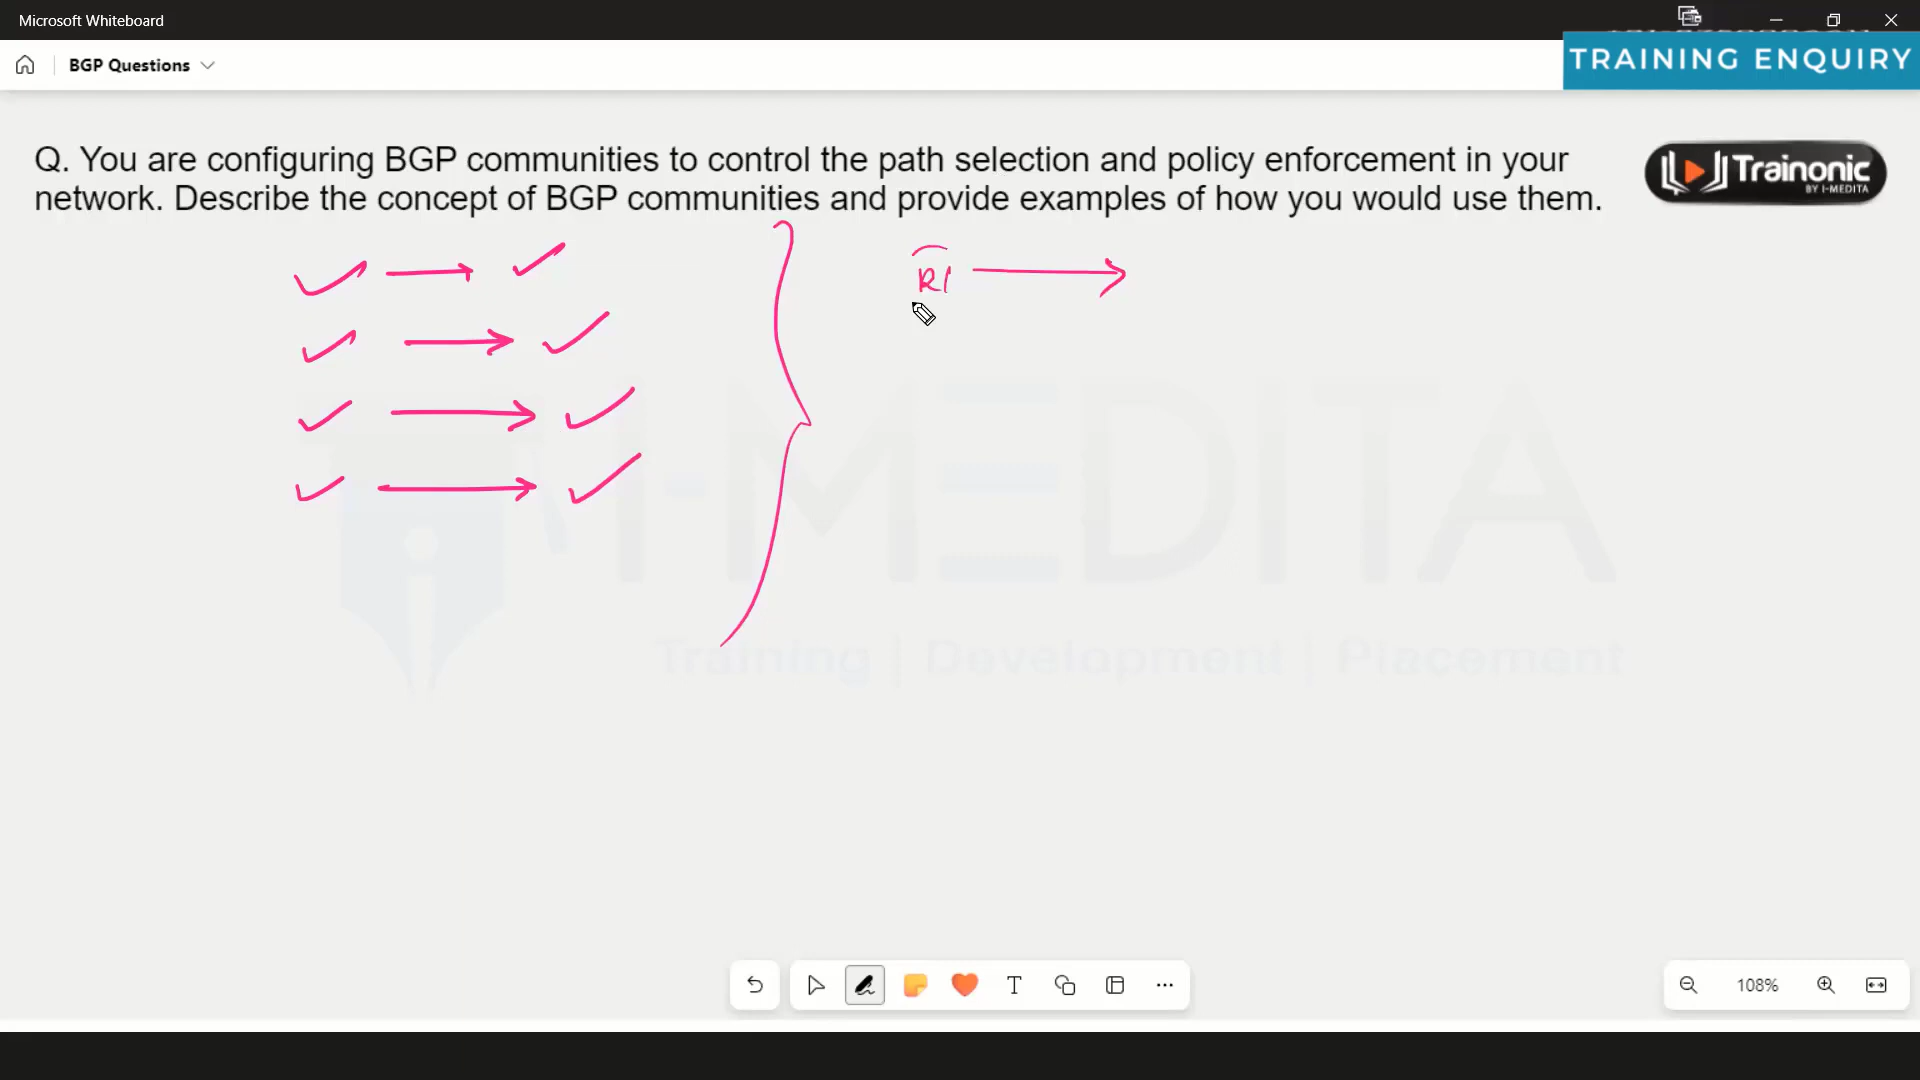 Microsoft Whiteboard
BGP Questions
TRAINING ENQUIRY
Q. You are configuring BGP communities to control the path selection and policy enforcement in your
network. Describe the concept of BGP communities and provide examples of how you would use them.
Trainonic
BY I-MEDITA
R1
I-MEDITA
Training | Development | Placement
108%